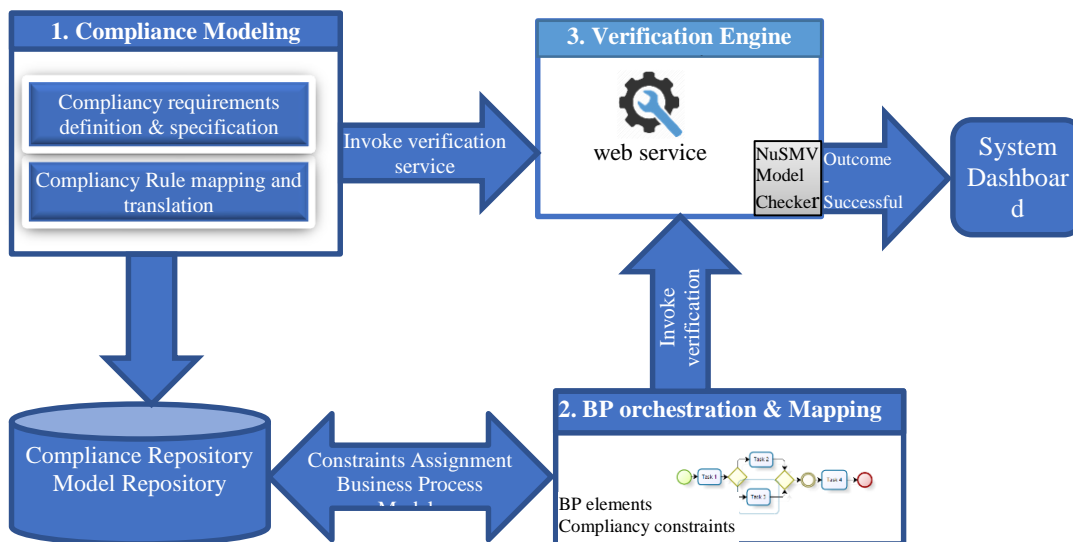 1. Compliance Modeling
Compliancy requirements
definition & specification
Compliancy Rule mapping and
translation
Invoke verification
service
3. Verification Engine
web service
NuSMV
Model
Checker
Outcome
-
Successful
System
Dashboar
d
Invoke
verification
Compliance Repository
Model Repository
Constraints Assignment
Business Process
Model
2. BP orchestration & Mapping
Task 1
Task 2
Task 3
Task 4
BP elements
Compliancy constraints